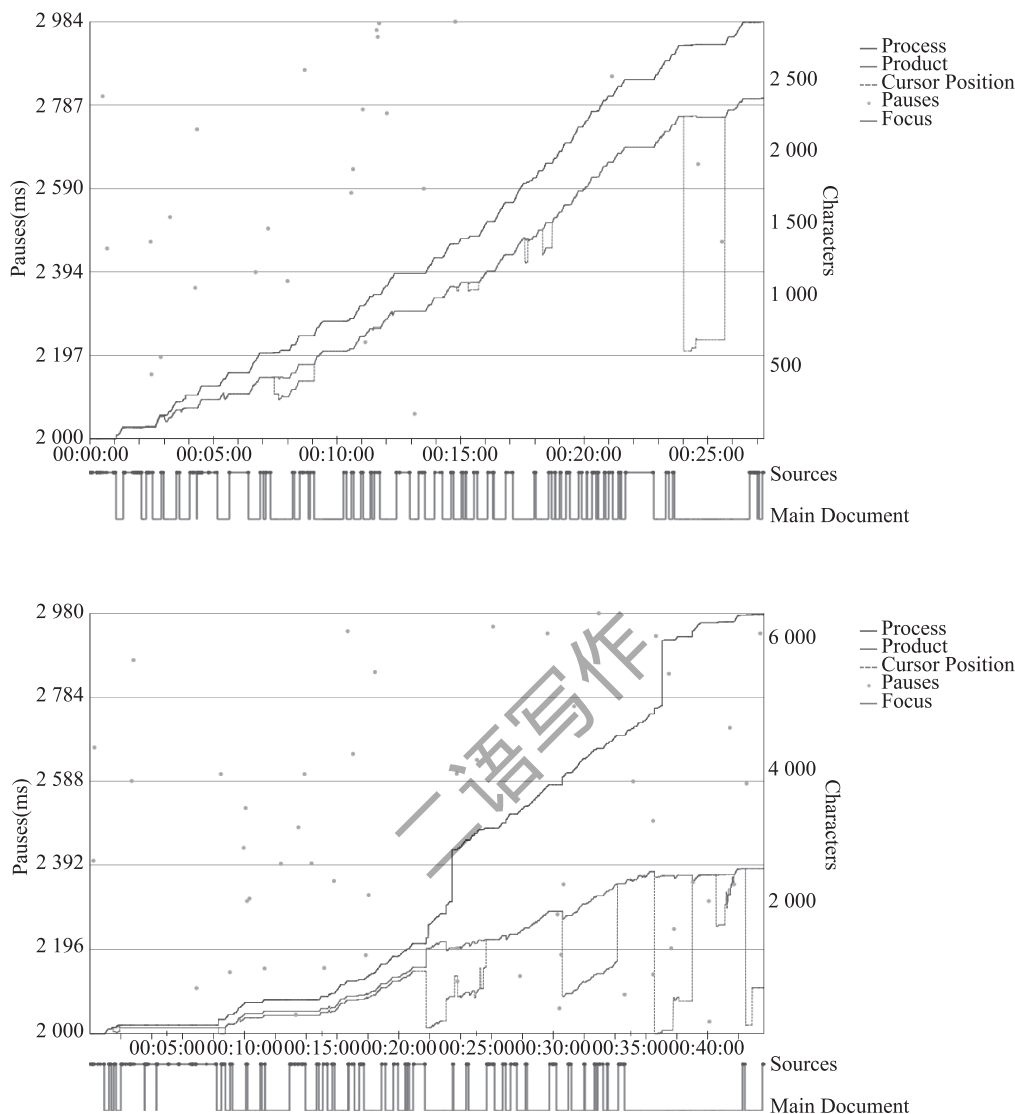 2 984
2 787
2 590
2 394
2 197
2 000
Pauses(ms)
2 500
2 000
1 500
1 000
500
Characters
00:00:00 00:05:00 00:10:00 00:15:00 00:20:00 00:25:00
Process
Product
Cursor Position
Pauses
Focus
Sources
Main Document
2 980
2 784
2 588
2 392
2 196
2 000
Pauses(ms)
6 000
4 000
2 000
Characters
00:05:00 00:10:00 00:15:00 00:20:00 00:25:00 00:30:00 00:35:00 00:40:00
Process
Product
Cursor Position
Pauses
Focus
Sources
Main Document
二语写作